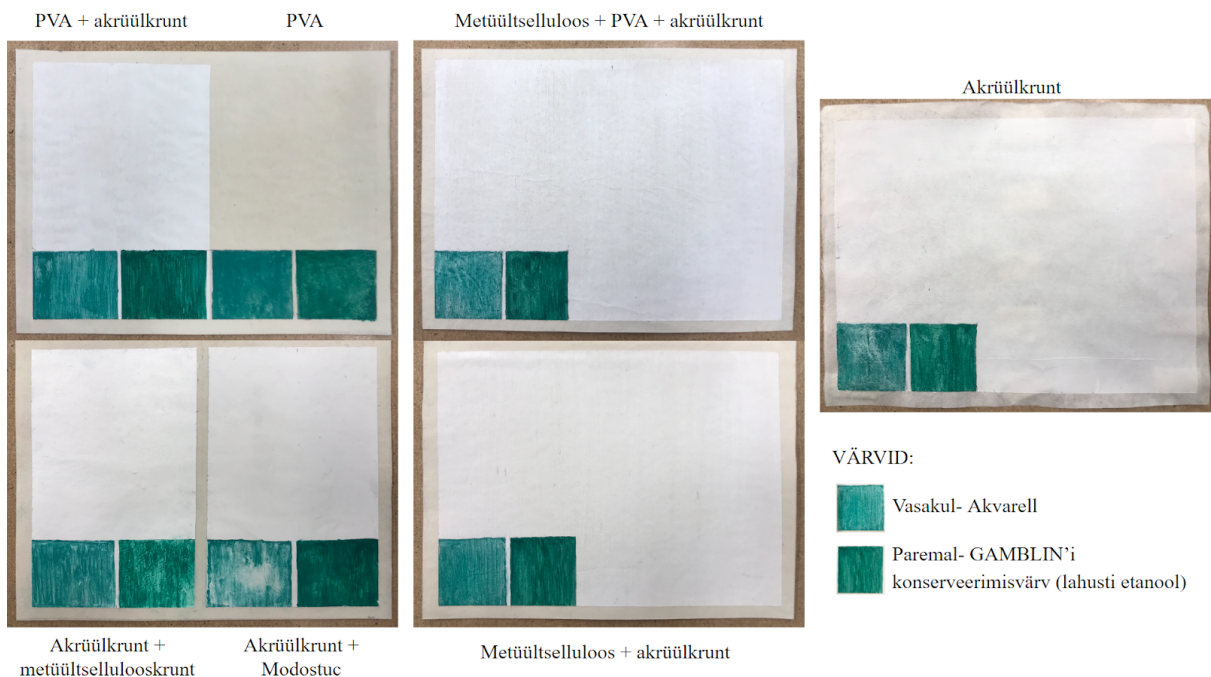 PVA + akrüülkrunt
PVA
Metüültselluloos + PVA + akrüülkrunt
Akrüülkrunt
VÄRVID:
Vasakul- Akvarell
Paremal- GAMBLIN’i
konserveerimisvärv (lahusti etanool)
Akrüülkrunt +
metüültsellulooskrunt
Akrüülkrunt +
Modostuc
Metüültselluloos + akrüülkrunt